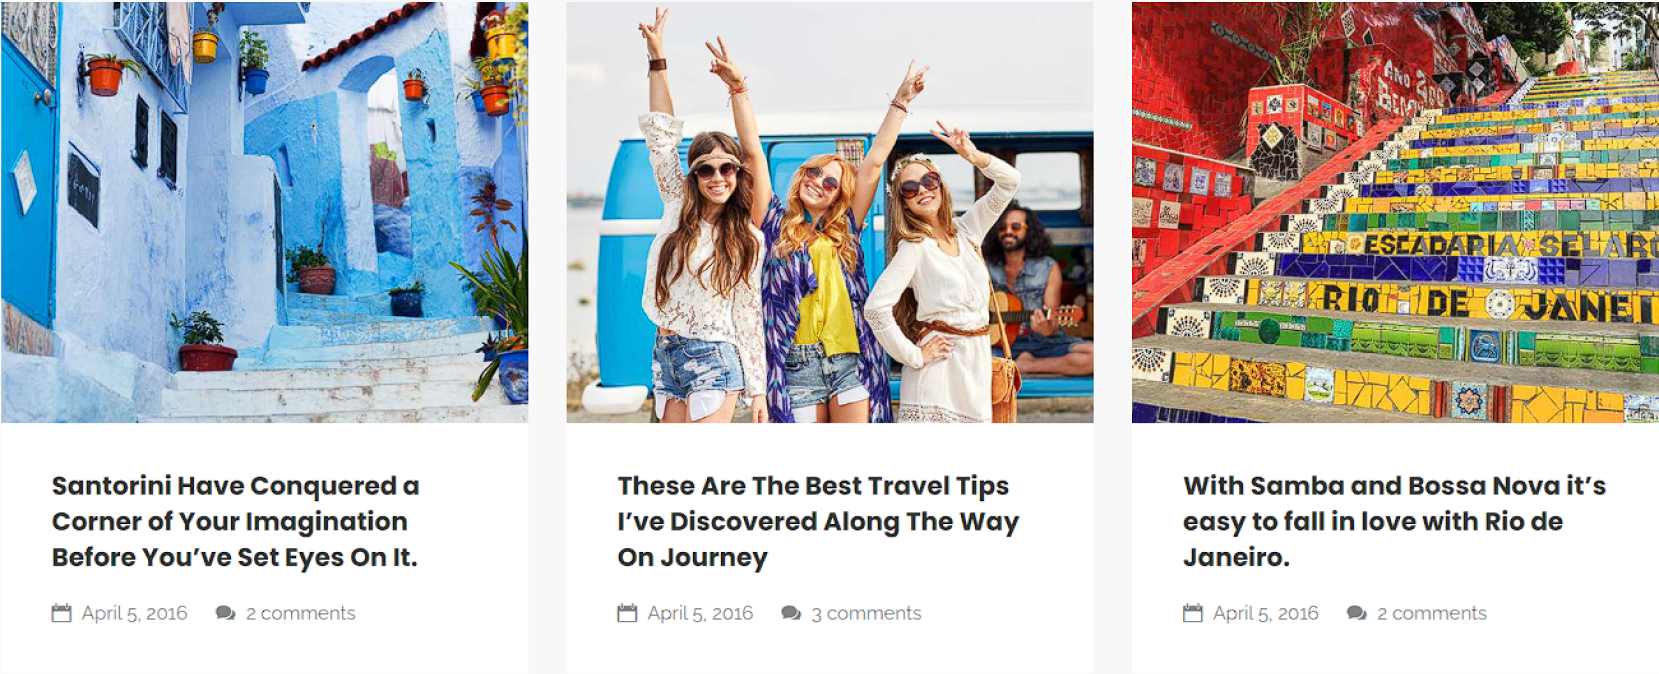 Santorini Have Conquered a
Corner of Your Imagination
Before You’ve Set Eyes On It.
April 5, 2016 2 comments
These Are The Best Travel Tips
I’ve Discovered Along The Way
On Journey
April 5, 2016 3 comments
ESCADARIA SELARÓ
RIO DE JANEI
With Samba and Bossa Nova it’s
easy to fall in love with Rio de
Janeiro.
April 5, 2016 2 comments